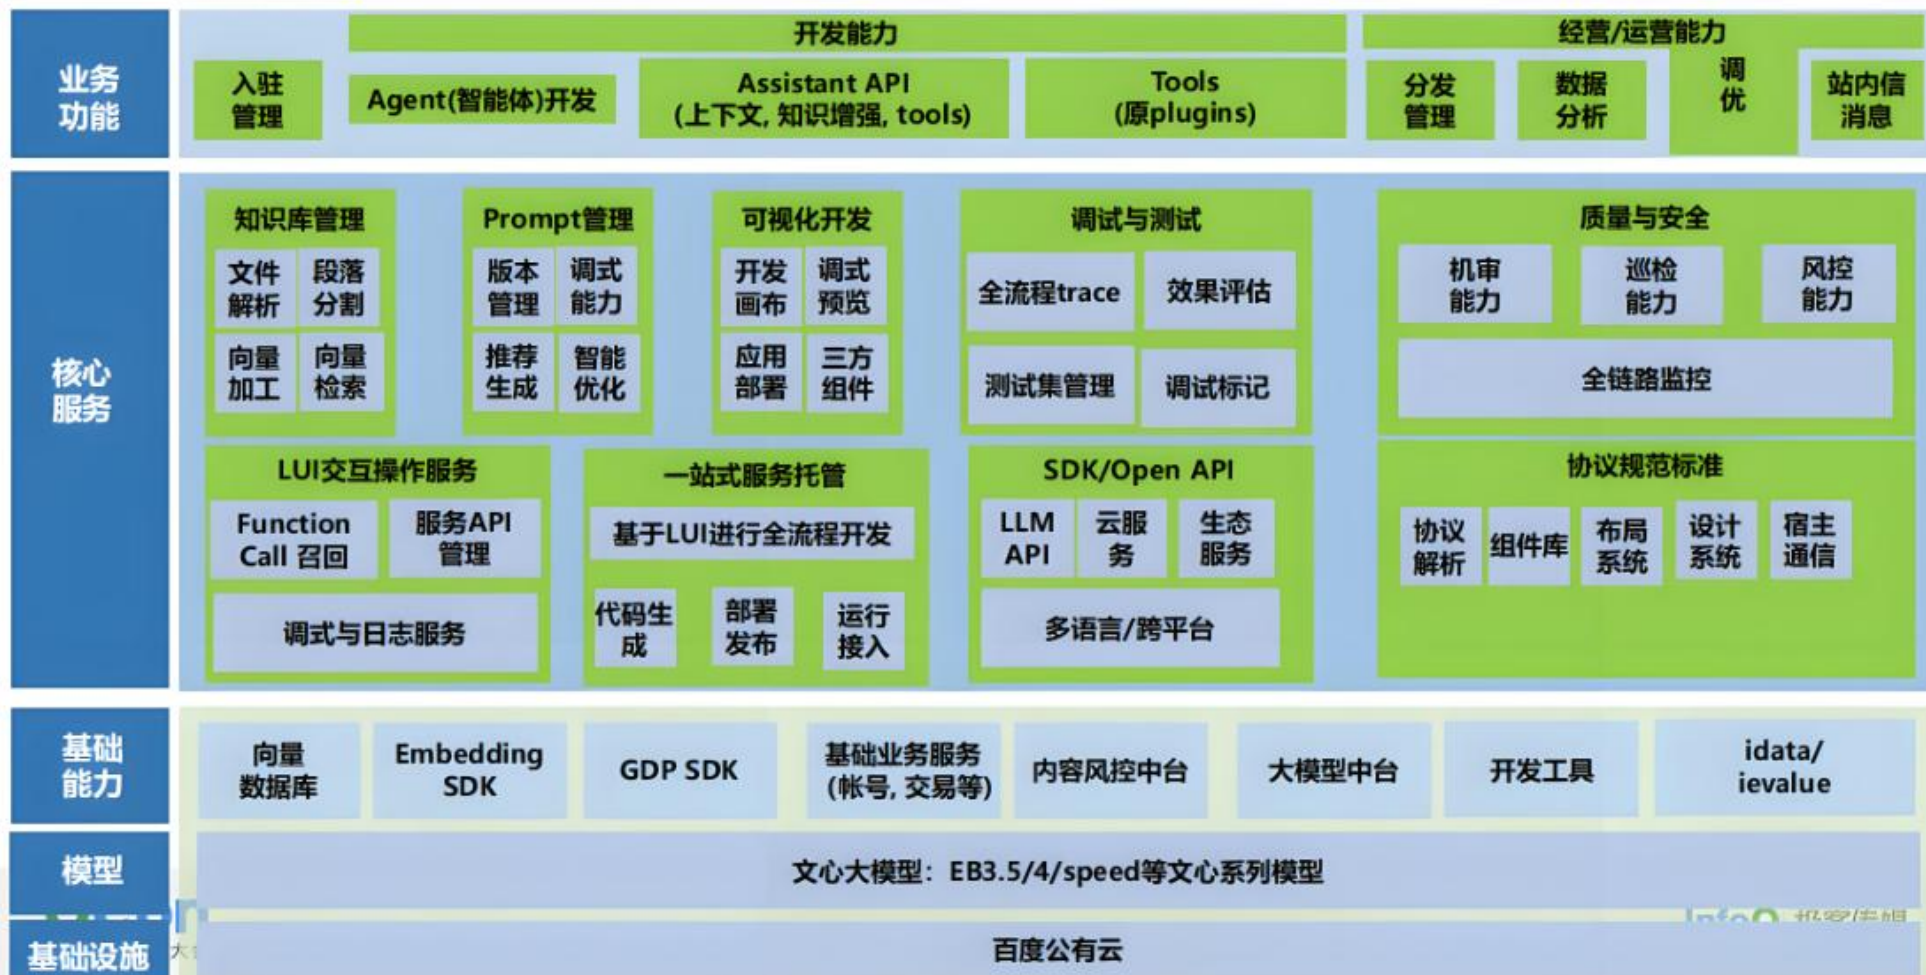 业务
功能
开发能力
经营/运营能力
入驻
管理
Agent(智能体)开发
Assistant API
(上下文, 知识增强, tools)
Tools
(原plugins)
分发
管理
数据
分析
调
优
站内信
消息
核心
服务
知识库管理
文件
解析
段落
分割
向量
加工
向量
检索
Prompt管理
版本
管理
调式
能力
推荐
生成
智能
优化
可视化开发
开发
画布
调式
预览
应用
部署
三方
组件
调试与测试
全流程trace
效果评估
测试集管理
调试标记
质量与安全
机审
能力
巡检
能力
风控
能力
全链路监控
LUI交互操作服务
Function
Call 召回
服务API
管理
调式与日志服务
一站式服务托管
基于LUI进行全流程开发
代码生
成
部署
发布
运行
接入
SDK/Open API
LLM
API
云服
务
生态
服务
多语言/跨平台
协议规范标准
协议
解析
组件库
布局
系统
设计
系统
宿主
通信
基础
能力
向量
数据库
Embedding
SDK
GDP SDK
基础业务服务
(帐号, 交易等)
内容风控中台
大模型中台
开发工具
idata/
ievalue
模型
文心大模型：EB3.5/4/speed等文心系列模型
InfoQ 极客传媒
基础设施
百度公有云